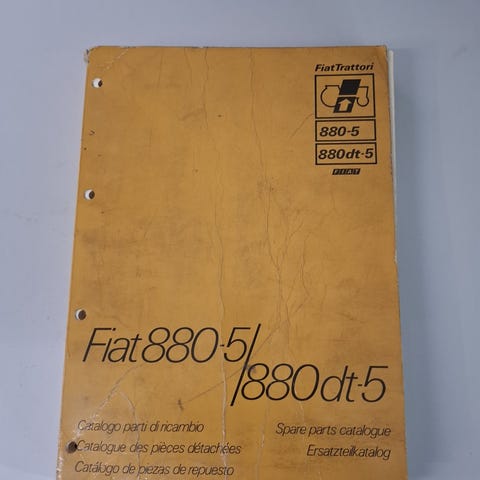 FiatTrattori
880-5
880dt-5
FIAT
Fiat 880-5/
880dt-5
Catalogo parti di ricambio
Spare parts catalogue
Catalogue des pièces détachées
Ersatzteilkatalog
Catálogo de piezas de repuesto